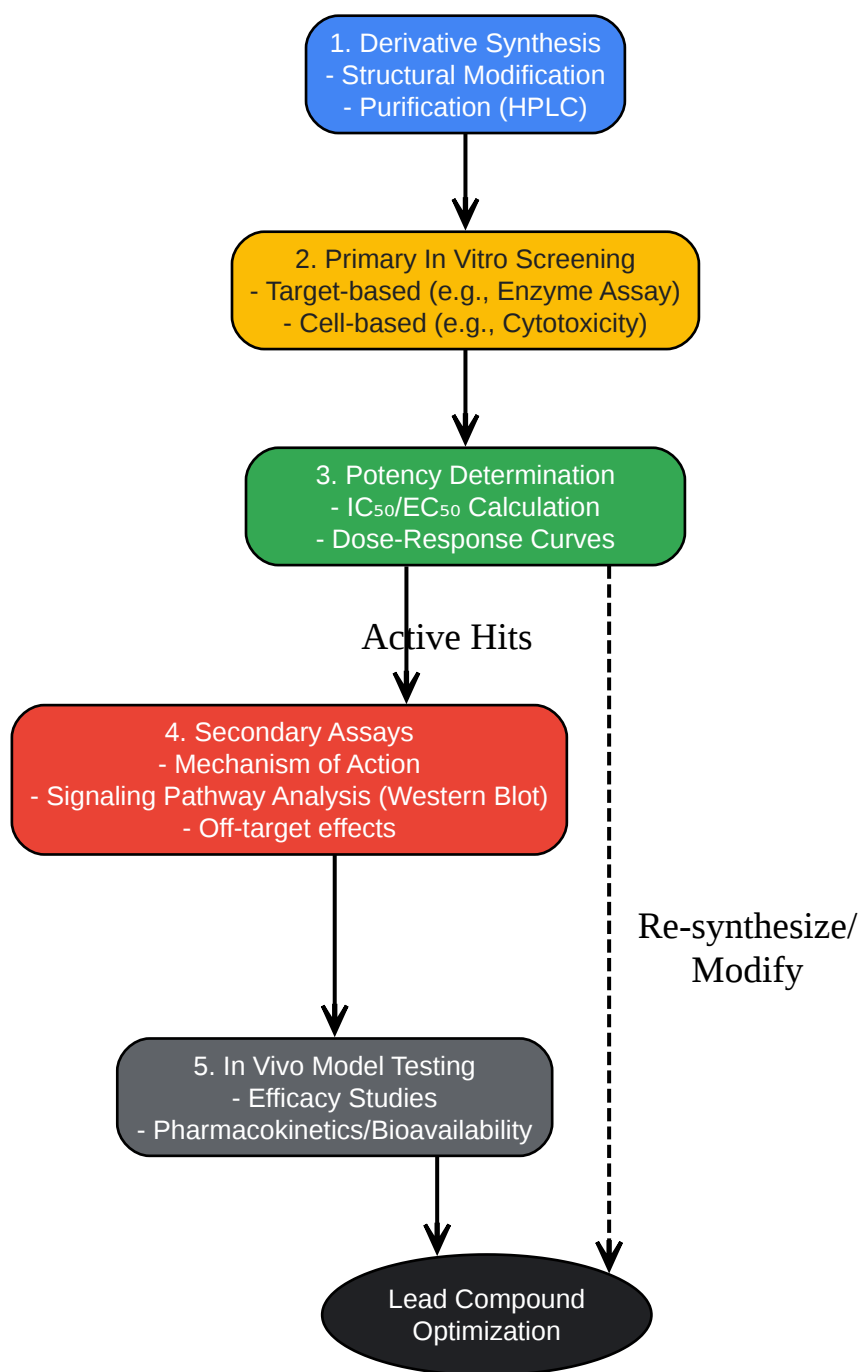 1. Derivative Synthesis
- Structural Modification
- Purification (HPLC)
2. Primary In Vitro Screening
- Target-based (e.g., Enzyme Assay)
- Cell-based (e.g., Cytotoxicity)
3. Potency Determination
- IC₅₀/EC₅₀ Calculation
- Dose-Response Curves
Active Hits
4. Secondary Assays
- Mechanism of Action
- Signaling Pathway Analysis (Western Blot)
- Off-target effects
Re-synthesize/
Modify
5. In Vivo Model Testing
- Efficacy Studies
- Pharmacokinetics/Bioavailability
Lead Compound
Optimization